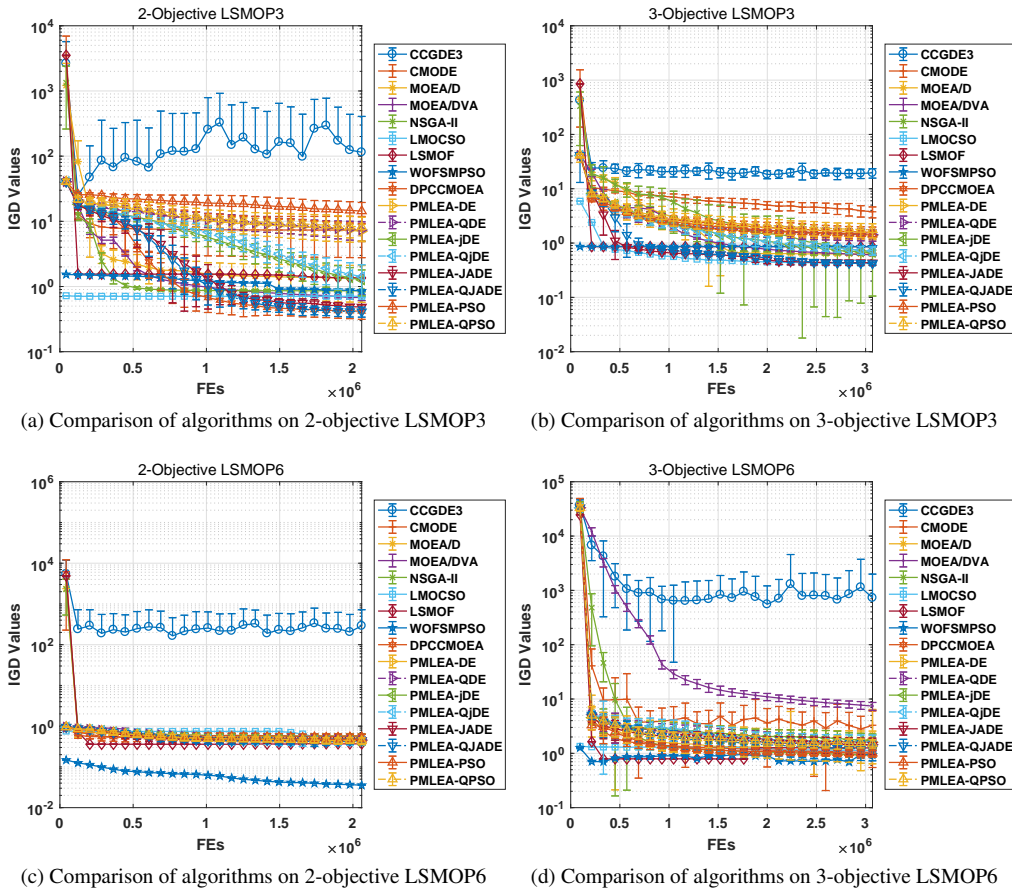 2-Objective LSMOP3
10^4
10^3
10^2
10^1
10^0
10^-1
IGD Values
0 0.5 1 1.5 2
FEs
×10^6
CCGDE3
CMODE
MOEA/D
MOEA/DVA
NSGA-II
LMOCSO
LSMOF
WOFSMPSO
DPCCMOEA
PMLEA-DE
PMLEA-QDE
PMLEA-jDE
PMLEA-QjDE
PMLEA-JADE
PMLEA-QJADE
PMLEA-PSO
PMLEA-QPSO
(a) Comparison of algorithms on 2-objective LSMOP3
3-Objective LSMOP3
10^4
10^3
10^2
10^1
10^0
10^-1
10^-2
IGD Values
0 0.5 1 1.5 2 2.5 3
FEs
×10^6
CCGDE3
CMODE
MOEA/D
MOEA/DVA
NSGA-II
LMOCSO
LSMOF
WOFSMPSO
DPCCMOEA
PMLEA-DE
PMLEA-QDE
PMLEA-jDE
PMLEA-QjDE
PMLEA-JADE
PMLEA-QJADE
PMLEA-PSO
PMLEA-QPSO
(b) Comparison of algorithms on 3-objective LSMOP3
2-Objective LSMOP6
10^6
10^4
10^2
10^0
10^-2
IGD Values
0 0.5 1 1.5 2
FEs
×10^6
CCGDE3
CMODE
MOEA/D
MOEA/DVA
NSGA-II
LMOCSO
LSMOF
WOFSMPSO
DPCCMOEA
PMLEA-DE
PMLEA-QDE
PMLEA-jDE
PMLEA-QjDE
PMLEA-JADE
PMLEA-QJADE
PMLEA-PSO
PMLEA-QPSO
(c) Comparison of algorithms on 2-objective LSMOP6
3-Objective LSMOP6
10^5
10^4
10^3
10^2
10^1
10^0
10^-1
IGD Values
0 0.5 1 1.5 2 2.5 3
FEs
×10^6
CCGDE3
CMODE
MOEA/D
MOEA/DVA
NSGA-II
LMOCSO
LSMOF
WOFSMPSO
DPCCMOEA
PMLEA-DE
PMLEA-QDE
PMLEA-jDE
PMLEA-QjDE
PMLEA-JADE
PMLEA-QJADE
PMLEA-PSO
PMLEA-QPSO
(d) Comparison of algorithms on 3-objective LSMOP6